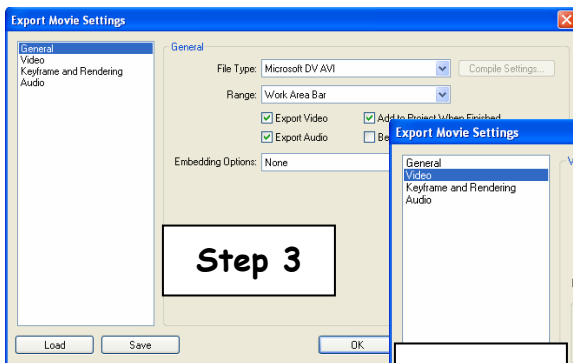 Export Movie Settings
General
Video
Keyframe and Rendering
Audio
General
File Type: Microsoft DV AVI Compile Settings...
Range: Work Area Bar
Export Video Add to Project When Finished
Export Audio Be
Embedding Options: None
Step 3
Load Save OK
Export Movie Settings
General
Video
Keyframe and Rendering
Audio
V